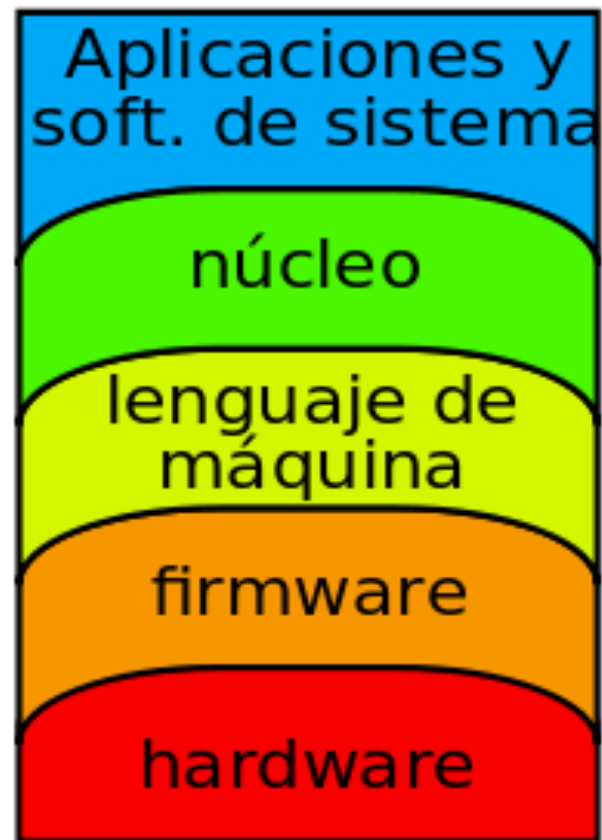 Aplicaciones y
soft. de sistema
núcleo
lenguaje de
máquina
firmware
hardware